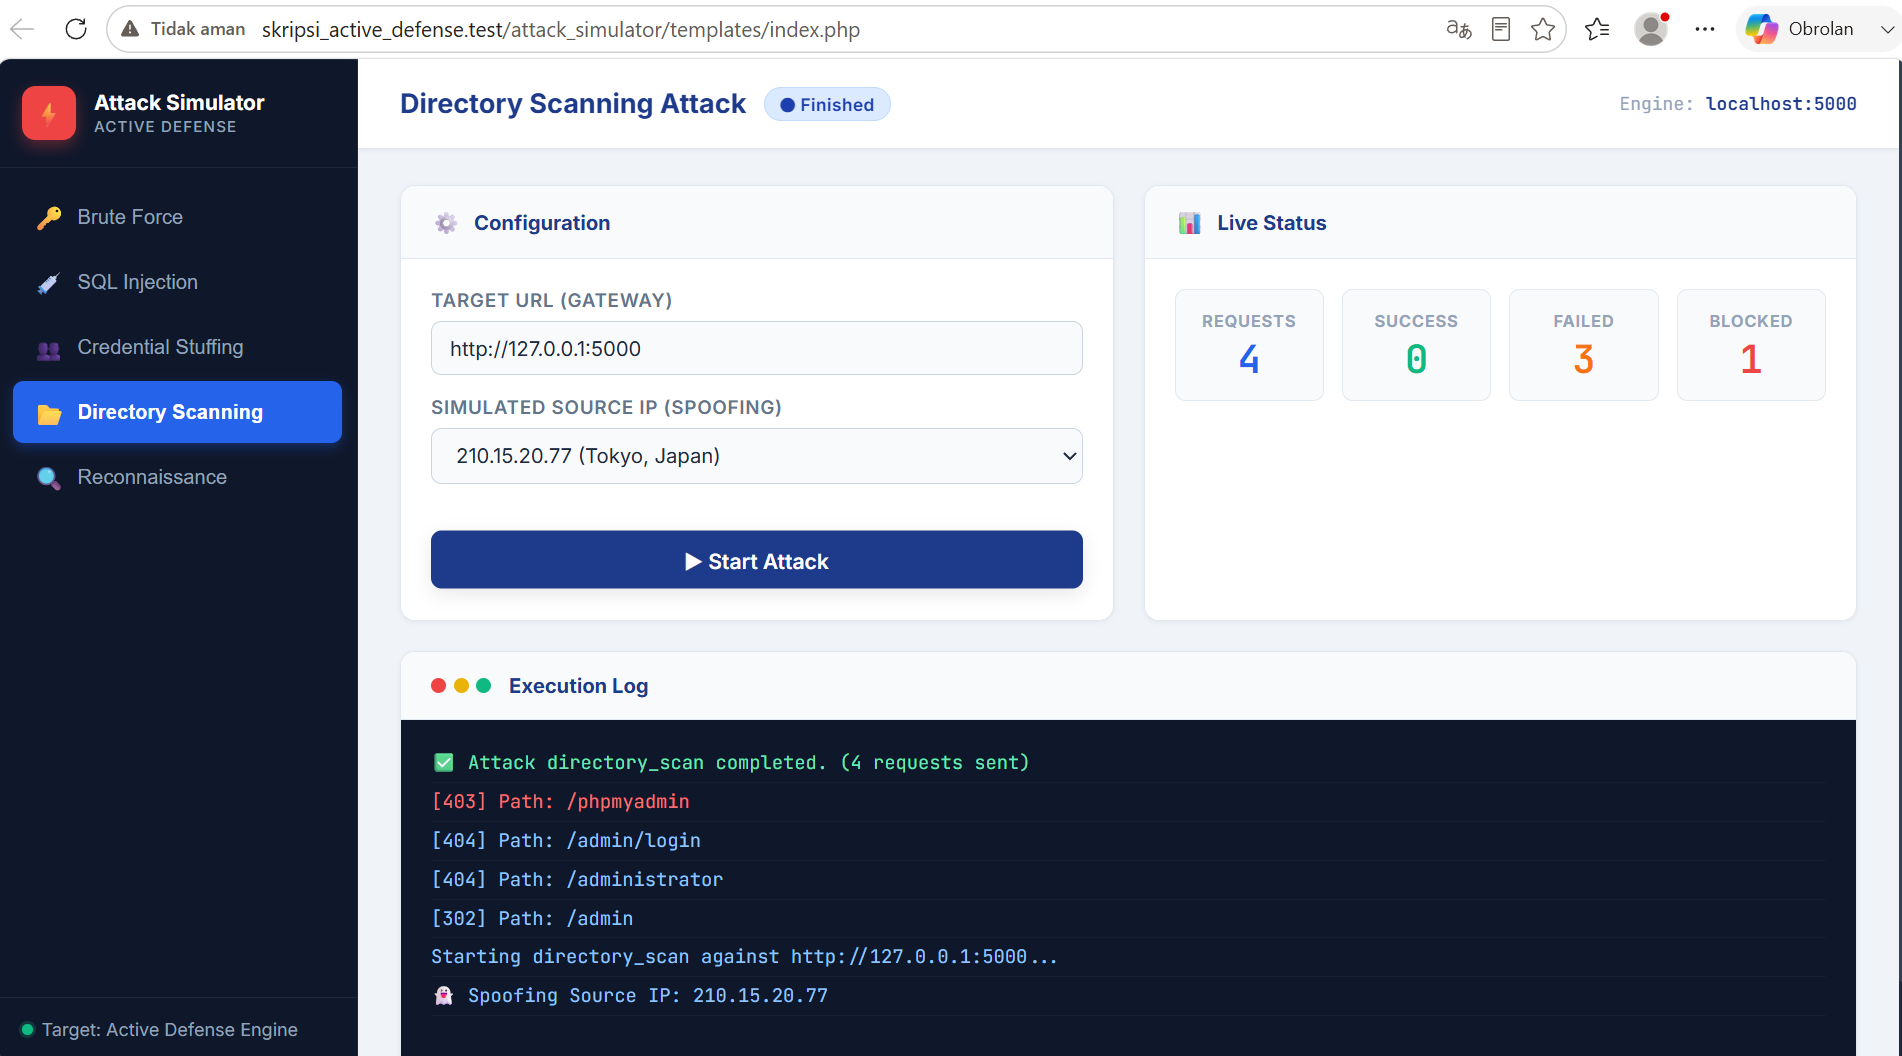 Tidak aman
skripsi_active_defense.test/attack_simulator/templates/index.php
Obrolan
Attack Simulator
ACTIVE DEFENSE
Brute Force
SQL Injection
Credential Stuffing
Directory Scanning
Reconnaissance
Target: Active Defense Engine
Directory Scanning Attack
Finished
Engine: localhost:5000
Configuration
TARGET URL (GATEWAY)
http://127.0.0.1:5000
SIMULATED SOURCE IP (SPOOFING)
210.15.20.77 (Tokyo, Japan)
Start Attack
Live Status
REQUESTS
4
SUCCESS
0
FAILED
3
BLOCKED
1
Execution Log
Attack directory_scan completed. (4 requests sent)
[403] Path: /phpmyadmin
[404] Path: /admin/login
[404] Path: /administrator
[302] Path: /admin
Starting directory_scan against http://127.0.0.1:5000...
Spoofing Source IP: 210.15.20.77